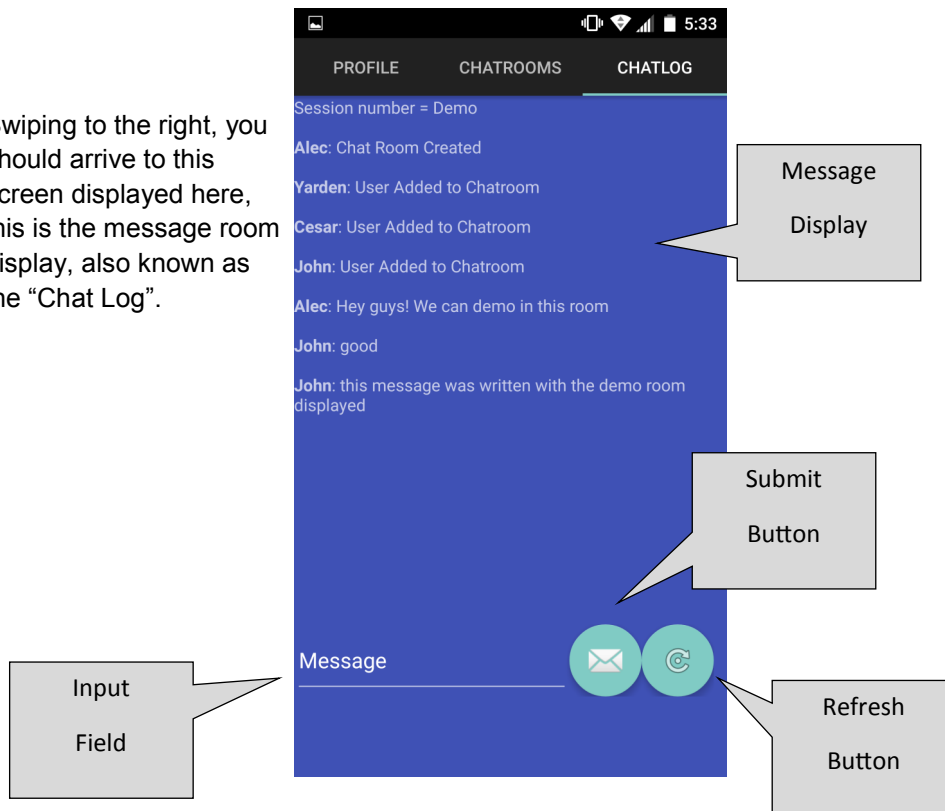 5:33
PROFILE CHATROOMS CHATLOG
wiping to the right, you
hould arrive to this
creen displayed here,
his is the message room
isplay, also known as
he “Chat Log”.
Session number = Demo
Alec: Chat Room Created
Yarden: User Added to Chatroom
Cesar: User Added to Chatroom
John: User Added to Chatroom
Alec: Hey guys! We can demo in this room
John: good
John: this message was written with the demo room
displayed
Message
Display
Submit
Button
Message
Input
Field
Refresh
Button